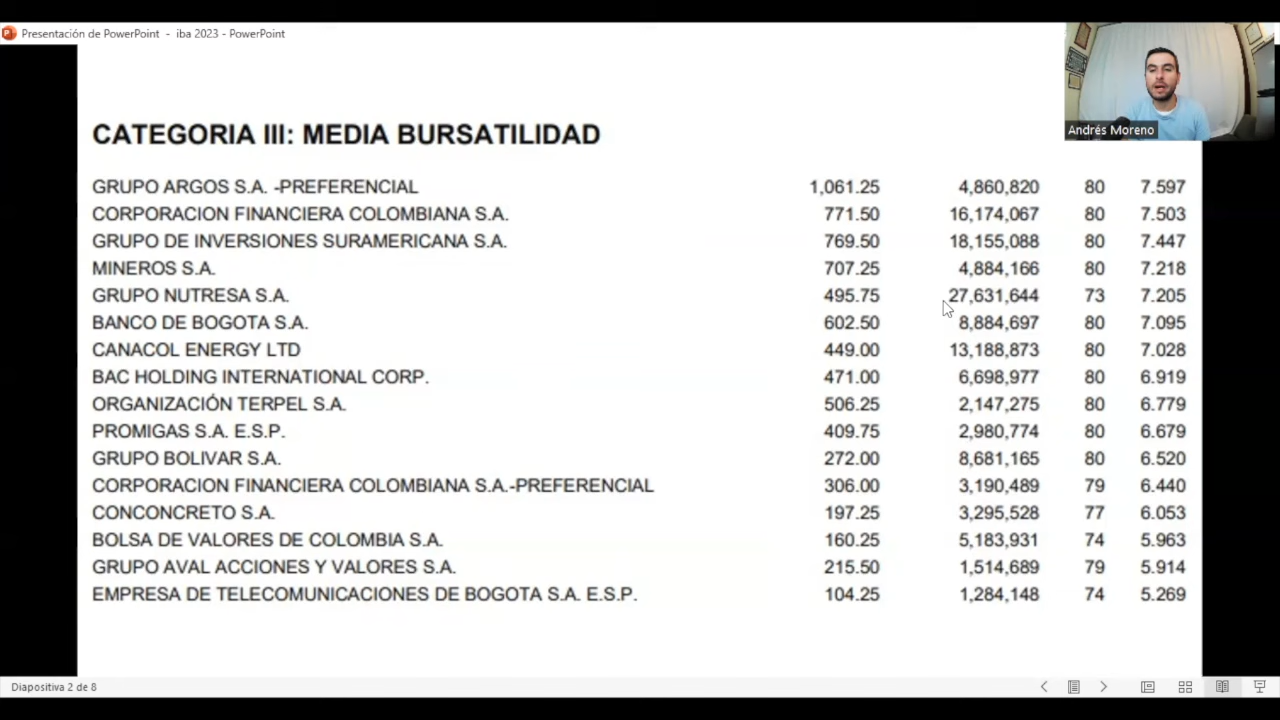 Presentación de PowerPoint - iba 2023 - PowerPoint
Andrés Moreno
CATEGORIA III: MEDIA BURSATILIDAD
GRUPO ARGOS S.A. -PREFERENCIAL 1,061.25 4,860,820 80 7.597
CORPORACION FINANCIERA COLOMBIANA S.A. 771.50 16,174,067 80 7.503
GRUPO DE INVERSIONES SURAMERICANA S.A. 769.50 18,155,088 80 7.447
MINEROS S.A. 707.25 4,884,166 80 7.218
GRUPO NUTRESA S.A. 495.75 27,631,644 73 7.205
BANCO DE BOGOTA S.A. 602.50 8,884,697 80 7.095
CANACOL ENERGY LTD 449.00 13,188,873 80 7.028
BAC HOLDING INTERNATIONAL CORP. 471.00 6,698,977 80 6.919
ORGANIZACIÓN TERPEL S.A. 506.25 2,147,275 80 6.779
PROMIGAS S.A. E.S.P. 409.75 2,980,774 80 6.679
GRUPO BOLIVAR S.A. 272.00 8,681,165 80 6.520
CORPORACION FINANCIERA COLOMBIANA S.A.-PREFERENCIAL 306.00 3,190,489 79 6.440
CONCONCRETO S.A. 197.25 3,295,528 77 6.053
BOLSA DE VALORES DE COLOMBIA S.A. 160.25 5,183,931 74 5.963
GRUPO AVAL ACCIONES Y VALORES S.A. 215.50 1,514,689 79 5.914
EMPRESA DE TELECOMUNICACIONES DE BOGOTA S.A. E.S.P. 104.25 1,284,148 74 5.269
Diapositiva 2 de 8